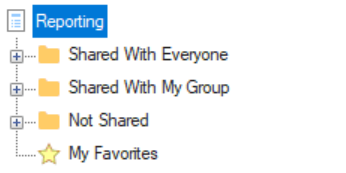 Reporting
Shared With Everyone
Shared With My Group
Not Shared
My Favorites